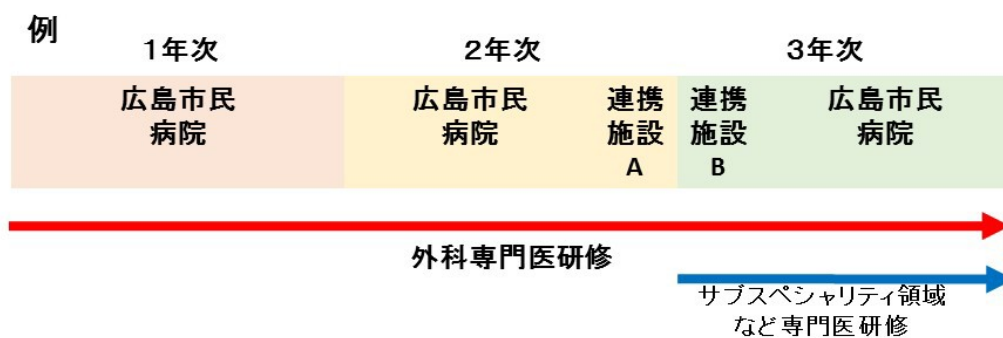 例
1年次
2年次
3年次
広島市民
病院
広島市民
病院
連携
施設
A
連携
施設
B
広島市民
病院
外科専門医研修
サブスペシャリティ領域
など専門医研修